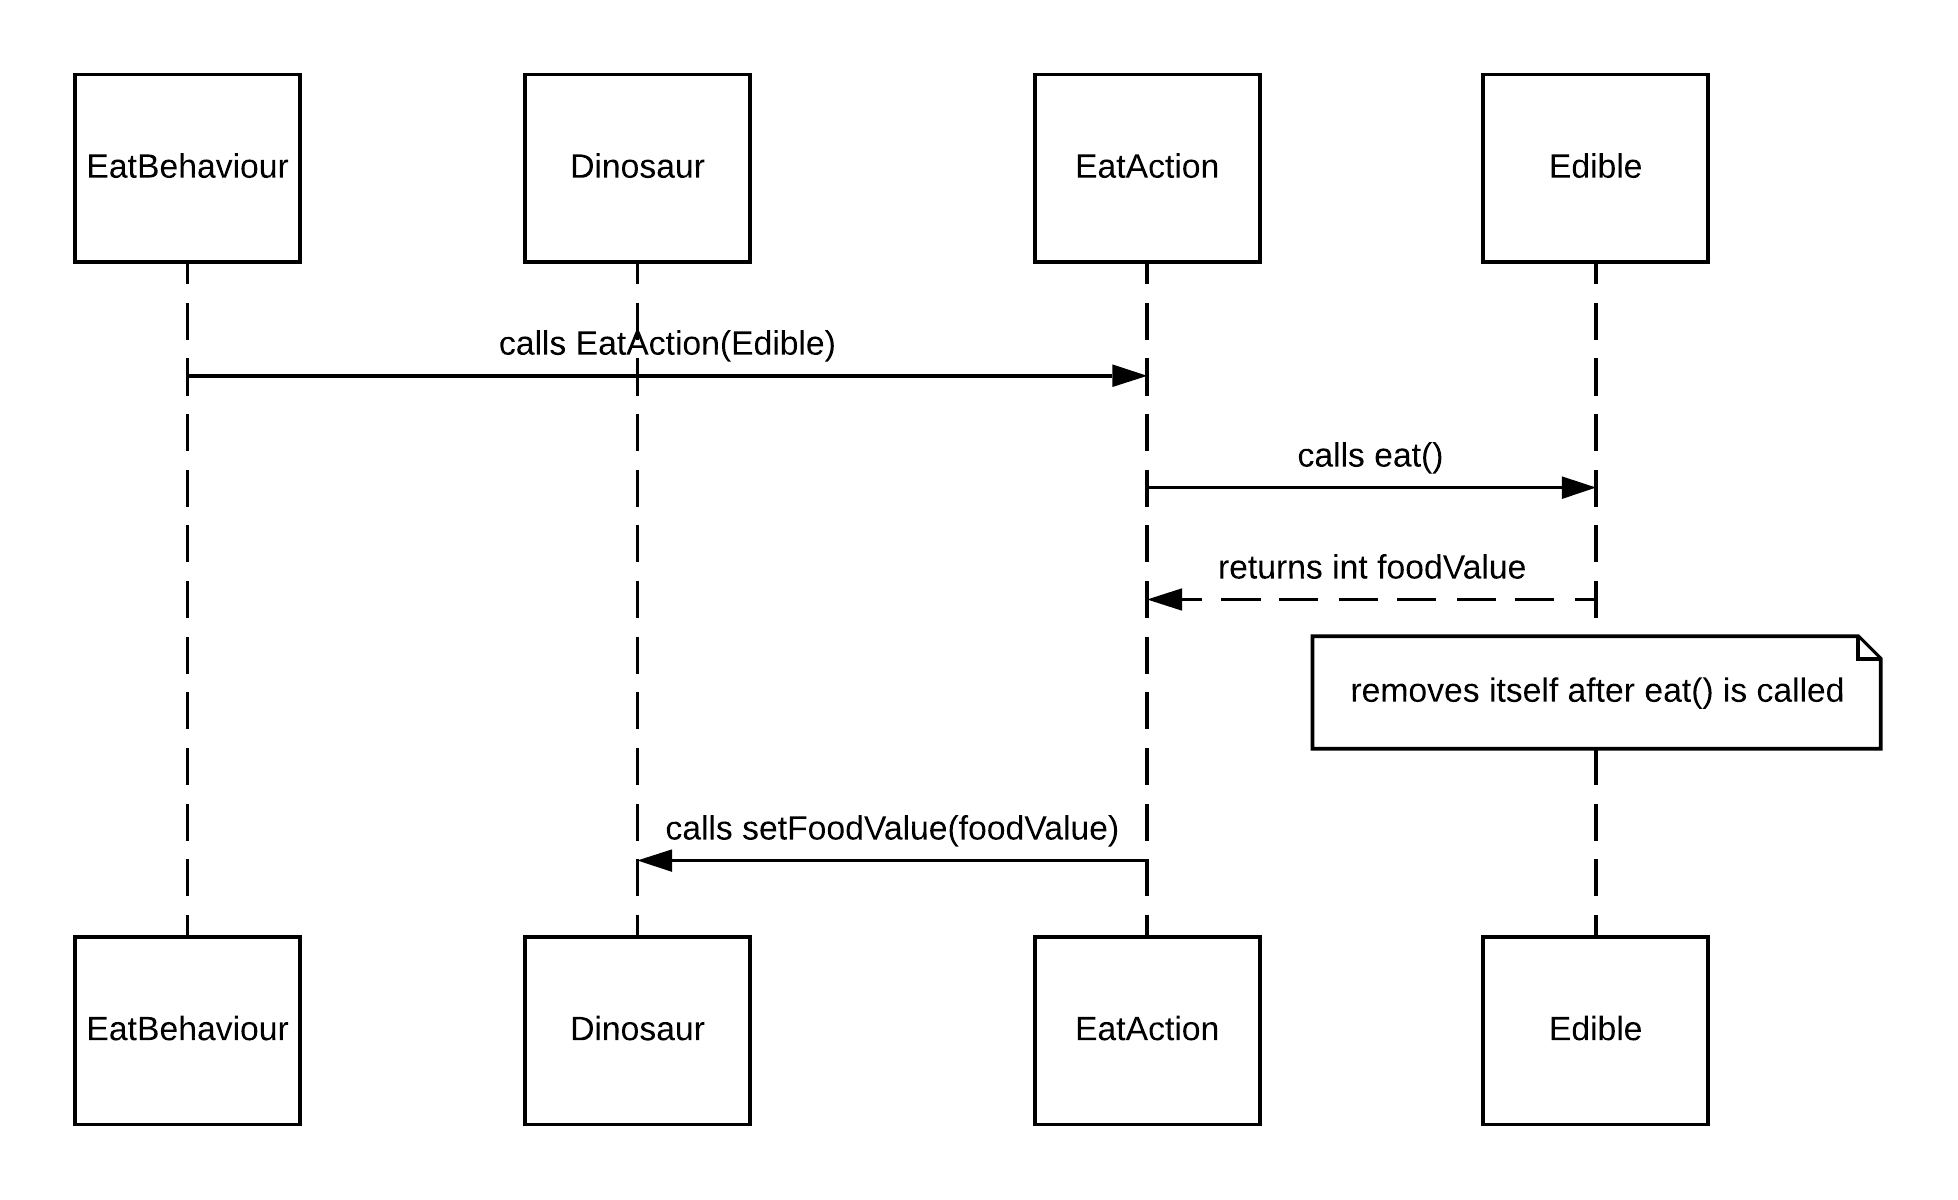 EatBehaviour
Dinosaur
EatAction
Edible
calls EatAction(Edible)
calls eat()
returns int foodValue
removes itself after eat() is called
calls setFoodValue(foodValue)
EatBehaviour
Dinosaur
EatAction
Edible